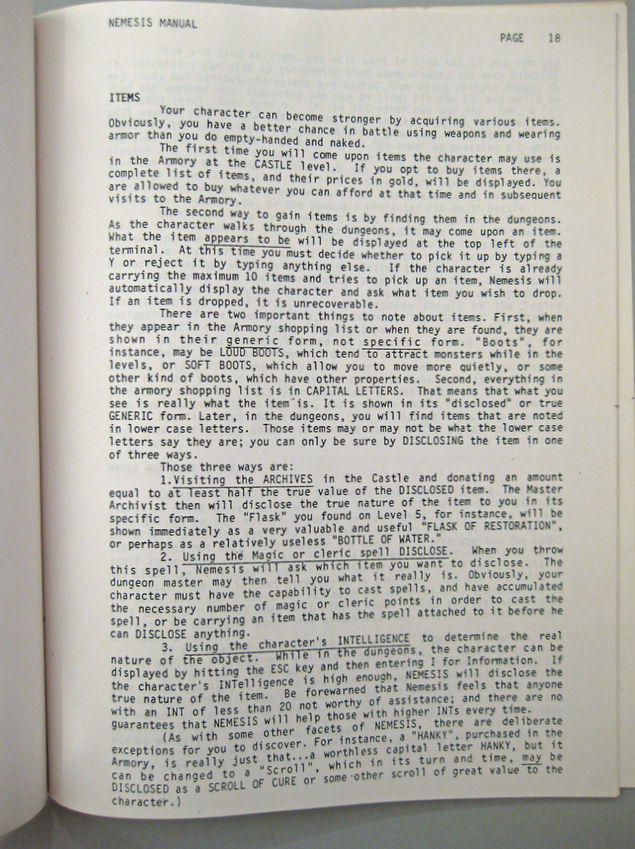 NEMESIS MANUAL
PAGE 18
ITEMS
Your character can become stronger by acquiring various items.
Obviously, you have a better chance in battle using weapons and wearing
armor than you do empty-handed and naked.
The first time you will come upon items the character may use is
in the Armory at the CASTLE level. If you opt to buy items there, a
complete list of items, and their prices in gold, will be displayed. You
are allowed to buy whatever you can afford at that time and in subsequent
visits to the Armory.
The second way to gain items is by finding them in the dungeons.
As the character walks through the dungeons, it may come upon an item.
What the item appears to be will be displayed at the top left of the
terminal. At this time you must decide whether to pick it up by typing a
Y or reject it by typing anything else. If the character is already
carrying the maximum 10 items and tries to pick up an item, Nemesis will
automatically display the character and ask what item you wish to drop.
If an item is dropped, it is unrecoverable.
There are two important things to note about items. First, when
they appear in the Armory shopping list or when they are found, they are
shown in their generic form, not specific form. "Boots", for
instance, may be LOUD BOOTS, which tend to attract monsters while in the
levels, or SOFT BOOTS, which allow you to move more quietly, or some
other kind of boots, which have other properties. Second, everything in
the armory shopping list is in CAPITAL LETTERS. That means that what you
see is really what the item is. It is shown in its "disclosed" or true
GENERIC form. Later, in the dungeons, you will find items that are noted
in lower case letters. Those items may or may not be what the lower case
letters say they are; you can only be sure by DISCLOSING the item in one
of three ways.
Those three ways are:
1.Visiting the ARCHIVES in the Castle and donating an amount
equal to at least half the true value of the DISCLOSED item. The Master
Archivist then will disclose the true nature of the item to you in its
specific form. The "Flask" you found on Level 5, for instance, will be
shown immediately as a very valuable and useful "FLASK OF RESTORATION",
or perhaps as a relatively useless "BOTTLE OF WATER."
2. Using the Magic or cleric spell DISCLOSE. When you throw
this spell, Nemesis will ask which item you want to disclose. The
dungeon master may then tell you what it really is. Obviously, your
character must have the capability to cast spells, and have accumulated
the necessary number of magic or cleric points in order to cast the
spell, or be carrying an item that has the spell attached to it before he
can DISCLOSE anything.
3. Using the character's INTELLIGENCE to determine the real
nature of the object. While in the dungeons, the character can be
displayed by hitting the ESC key and then entering I for Information. If
the character's INTelligence is high enough, NEMESIS will disclose the
true nature of the item. Be forewarned that Nemesis feels that anyone
with an INT of less than 20 not worthy of assistance; and there are no
guarantees that NEMESIS will help those with higher INTs every time.
(As with some other facets of NEMESIS, there are deliberate
exceptions for you to discover. For instance, a "HANKY", purchased in the
Armory, is really just that...a worthless capital letter HANKY, but it
can be changed to a "Scroll", which in its turn and time, may be
DISCLOSED as a SCROLL OF CURE or some other scroll of great value to the
character.)